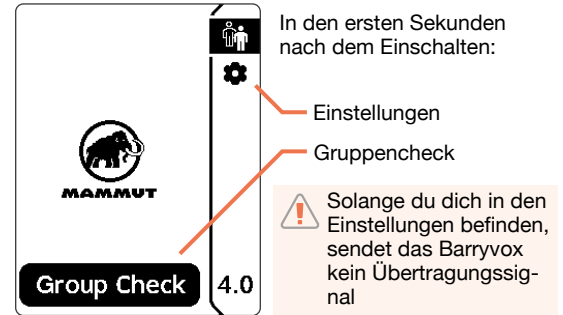 In den ersten Sekunden
nach dem Einschalten:
Einstellungen
Gruppencheck
MAMMUT
Solange du dich in den
Einstellungen befinden,
sendet das Barryvox
kein Übertragungssig-
nal
Group Check
4.0